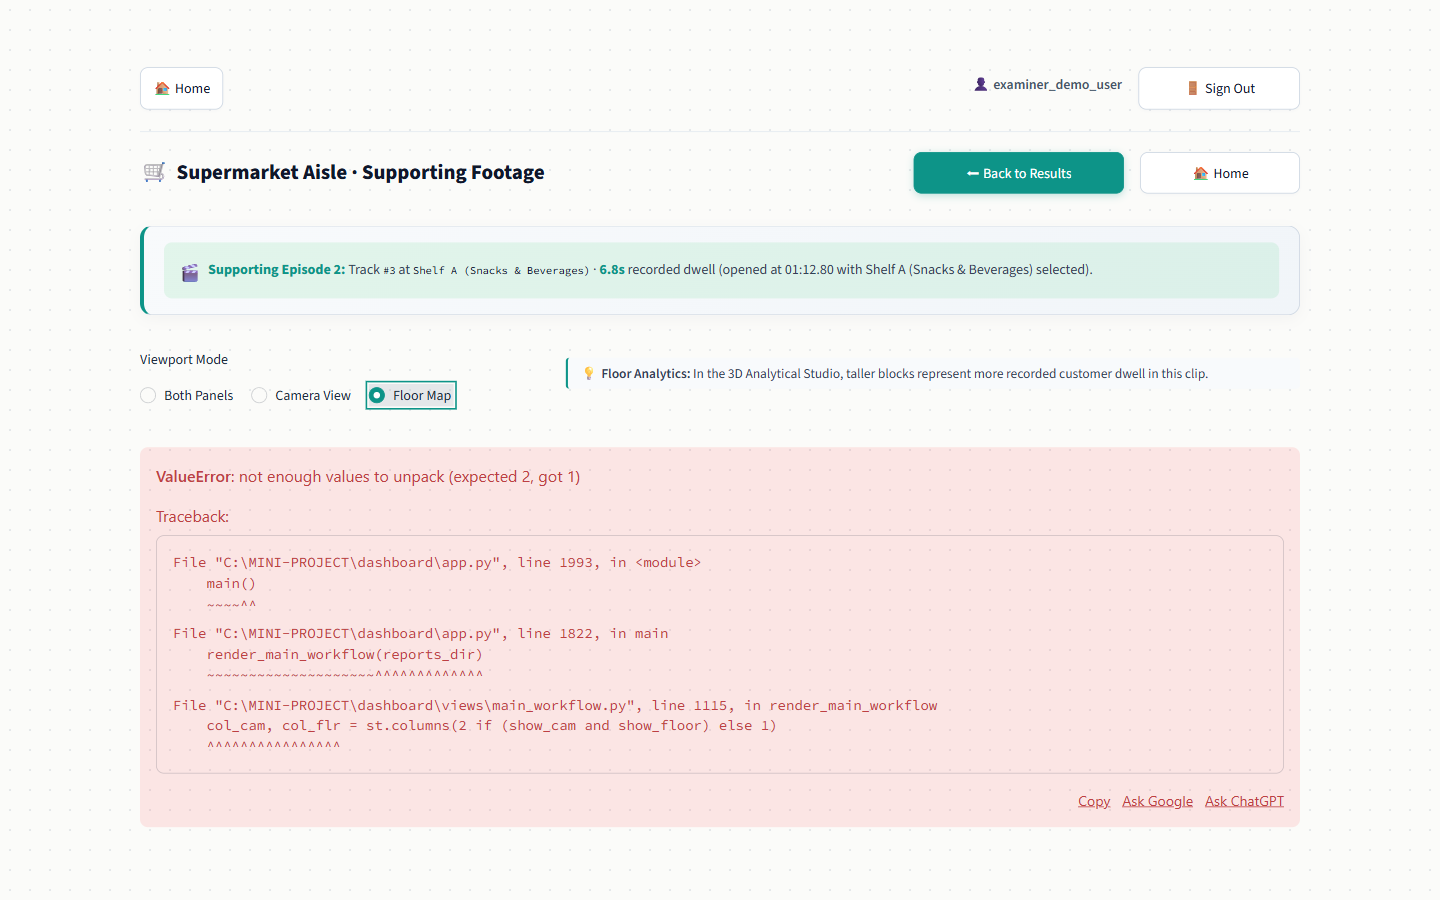 🏠 Home
👤 examiner_demo_user
🚪 Sign Out
🛒 Supermarket Aisle · Supporting Footage
⬅ Back to Results
🏠 Home
🎬 Supporting Episode 2: Track #3 at Shelf A (Snacks & Beverages) · 6.8s recorded dwell (opened at 01:12.80 with Shelf A (Snacks & Beverages) selected).
Viewport Mode
Both Panels
Camera View
Floor Map
💡 Floor Analytics: In the 3D Analytical Studio, taller blocks represent more recorded customer dwell in this clip.
ValueError: not enough values to unpack (expected 2, got 1)
Traceback:
File "C:\MINI-PROJECT\dashboard\app.py", line 1993, in <module>
    main()
    ~~~~^^
File "C:\MINI-PROJECT\dashboard\app.py", line 1822, in main
    render_main_workflow(reports_dir)
    ~~~~~~~~~~~~~~~~~~~~^^^^^^^^^^^^^
File "C:\MINI-PROJECT\dashboard\views\main_workflow.py", line 1115, in render_main_workflow
    col_cam, col_flr = st.columns(2 if (show_cam and show_floor) else 1)
    ^^^^^^^^^^^^^^^^
Copy
Ask Google
Ask ChatGPT